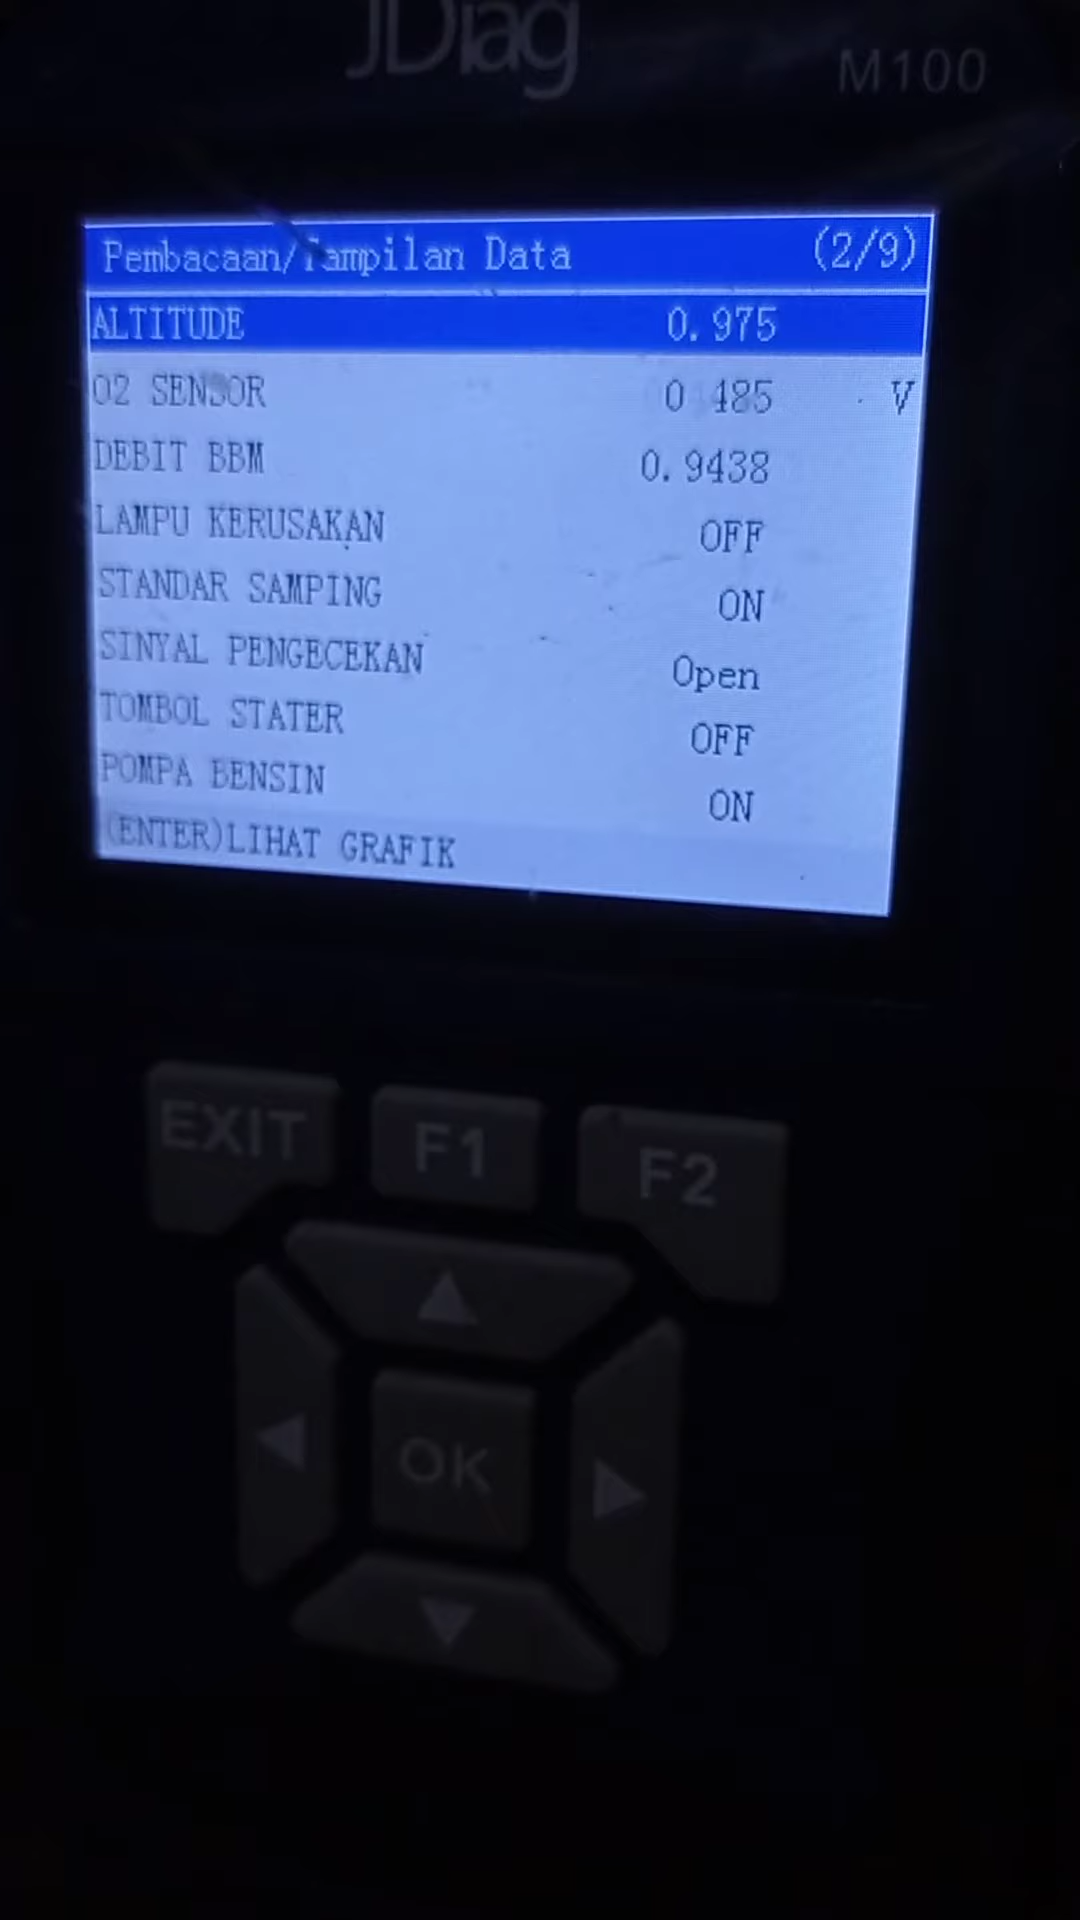 JDiag
M100
Pembacaan/Tampilan Data (2/9)
ALTITUDE 0.975
O2 SENSOR 0.485 V
DEBIT BBM 0.9438
LAMPU KERUSAKAN OFF
STANDAR SAMPING ON
SINYAL PENGECEKAN Open
TOMBOL STATER OFF
POMPA BENSIN ON
(ENTER)LIHAT GRAFIK
EXIT F1 F2
OK